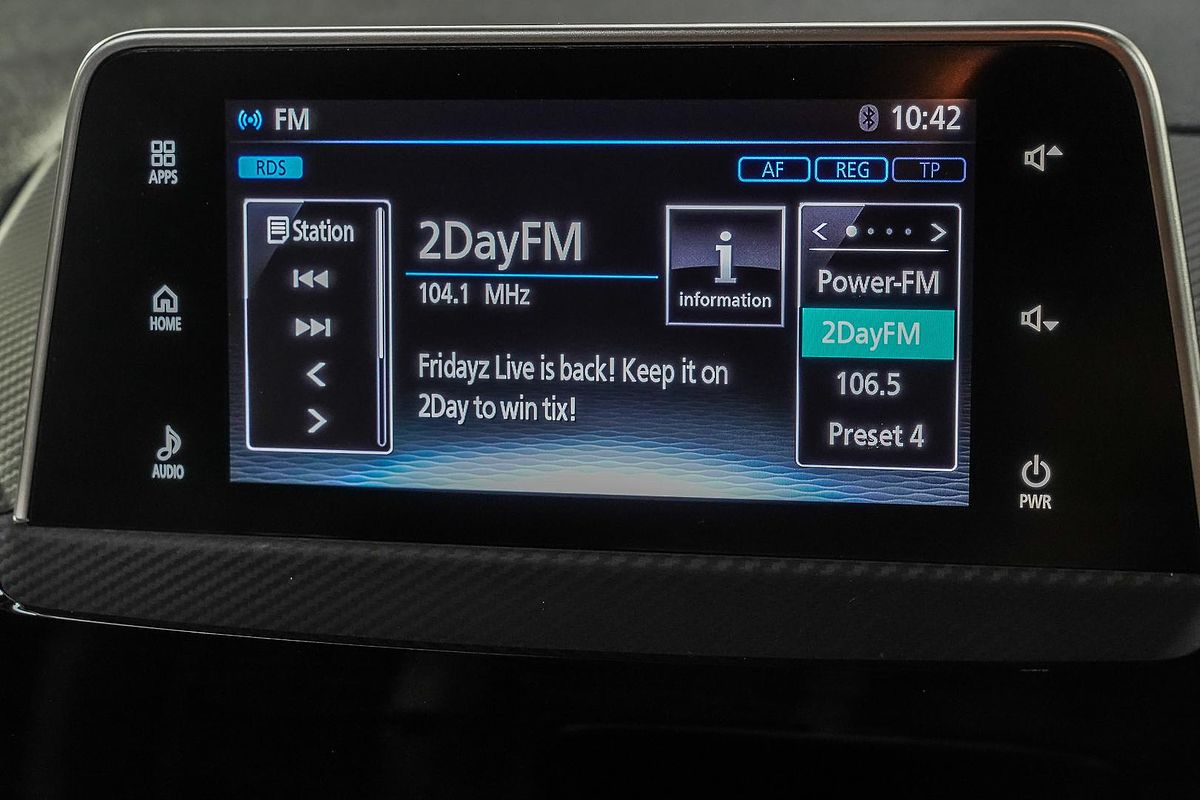 FM
10:42
APPS
RDS
AF
REG
TP
Station
2DayFM
104.1 MHz
information
Fridayz Live is back! Keep it on
2Day to win tix!
Power-FM
2DayFM
106.5
Preset 4
HOME
AUDIO
PWR